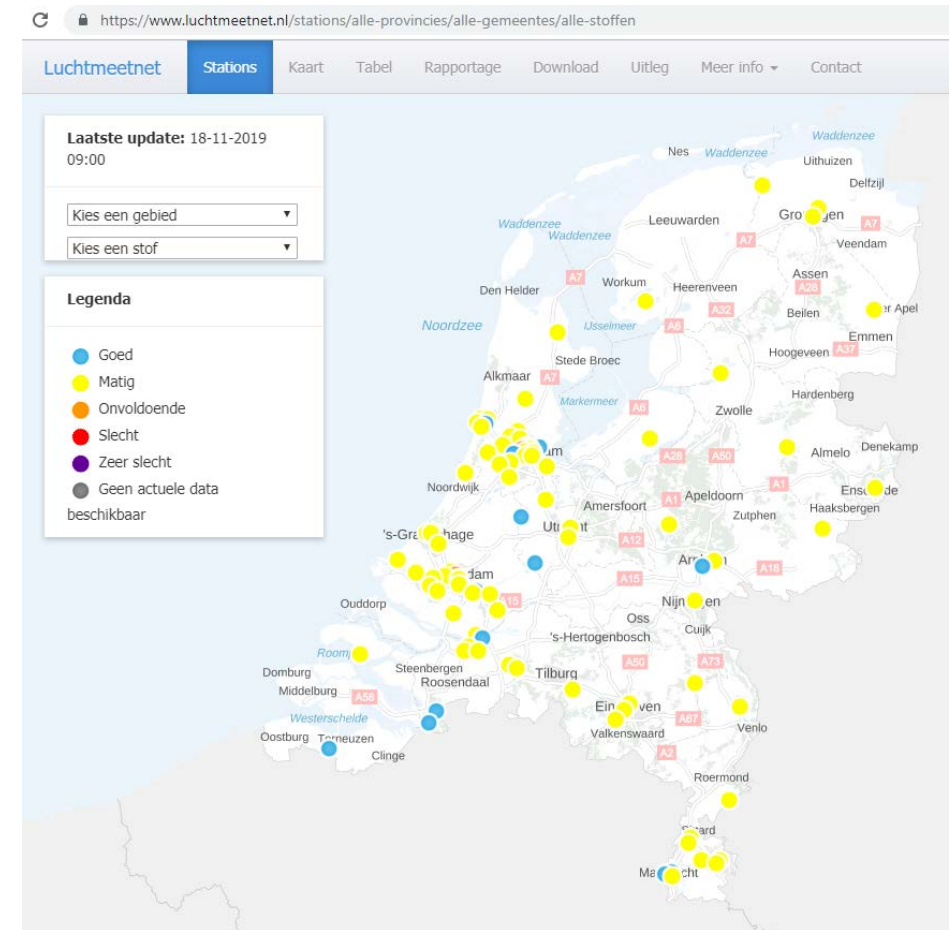 https://www.luchtmeetnet.nl/stations/alle-provincies/alle-gemeentes/alle-stoffen
Luchtmeetnet Stations Kaart Tabel Rapportage Download Uitleg Meer info Contact
Laatste update: 18-11-2019
09:00
Kies een gebied
Kies een stof
Legenda
Goed
Matig
Onvoldoende
Slecht
Zeer slecht
Geen actuele data
beschikbaar
Waddenzee
Nes Waddenzee
Uithuizen
Delfzijl
Waddenzee
Waddenzee
Leeuwarden
A7
A7
Veendam
Assen
A28
A7
Workum
Heerenveen
Den Helder
A32
Beilen
Noordzee
IJsselmeer
A6
Emmen
A37
Hoogeveen
Stede Broec
Alkmaar
A7
Markermeer
A6
Zwolle
Hardenberg
A28
A50
Almelo
Denekamp
Noordwijk
A1
Amersfoort
A1
Apeldoorn
Zutphen
Haaksbergen
A12
A15
A18
Ouddorp
A15
Oss
's-Hertogenbosch
Cuijk
Domburg
Steenbergen
Roosendaal
Tilburg
A50
A73
Middelburg
A58
Westerschelde
Oostburg
Terneuzen
Clinge
Valkenswaard
A67
Venlo
A2
Roermond